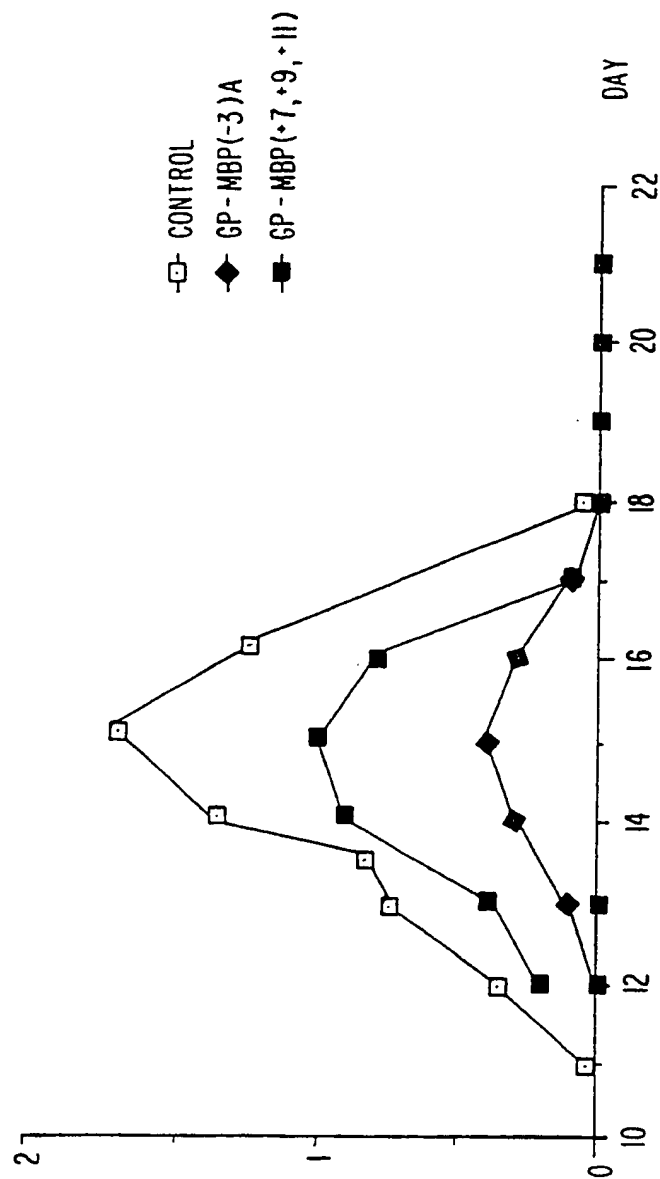 CONTROL
GP-MBP(-3)A
GP-MBP(+7,+9,+11)
2
1
0
10
12
14
16
18
20
22
DAY